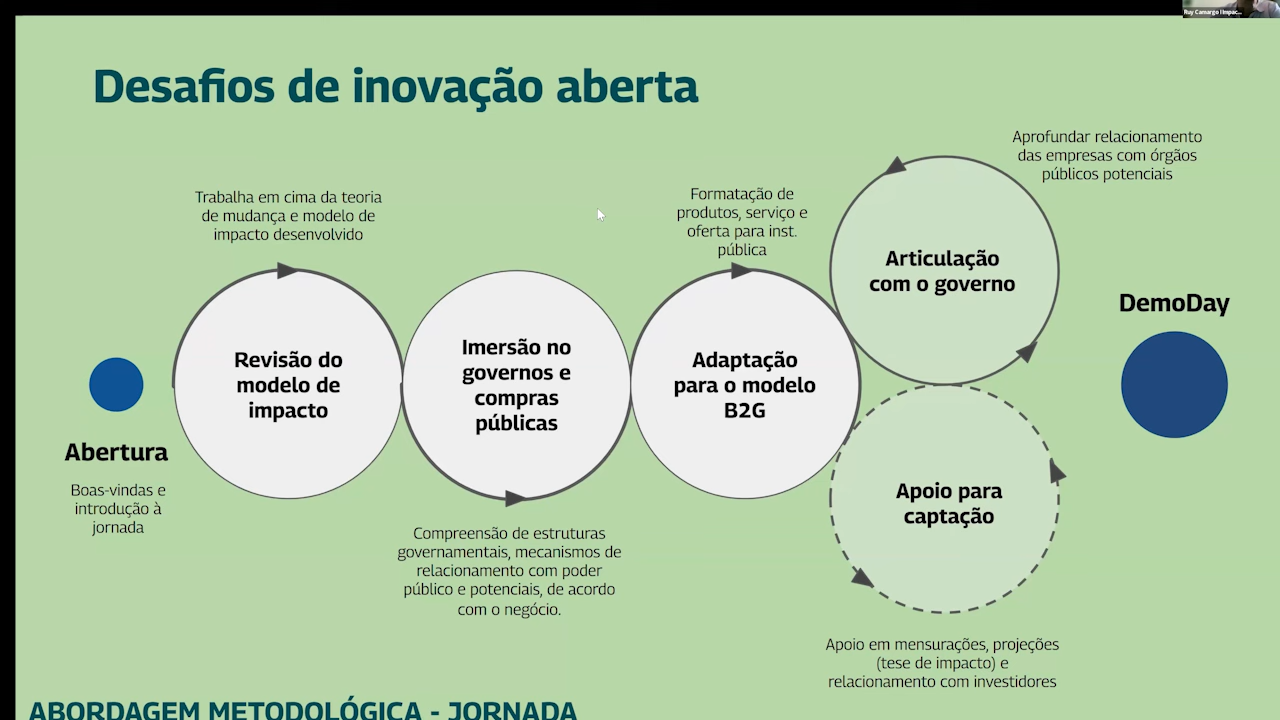 Ruy Camargo I Impac...
Desafios de inovação aberta
Abertura
Boas-vindas e
introdução à
jornada
Trabalha em cima da teoria
de mudança e modelo de
impacto desenvolvido
Revisão do
modelo de
impacto
Imersão no
governos e
compras
públicas
Compreensão de estruturas
governamentais, mecanismos de
relacionamento com poder
público e potenciais, de acordo
com o negócio.
Formatação de
produtos, serviço e
oferta para inst.
pública
Adaptação
para o modelo
B2G
Aprofundar relacionamento
das empresas com órgãos
públicos potenciais
Articulação
com o governo
Apoio para
captação
Apoio em mensurações, projeções
(tese de impacto) e
relacionamento com investidores
DemoDay
ABORDAGEM METODOLÓGICA - JORNADA